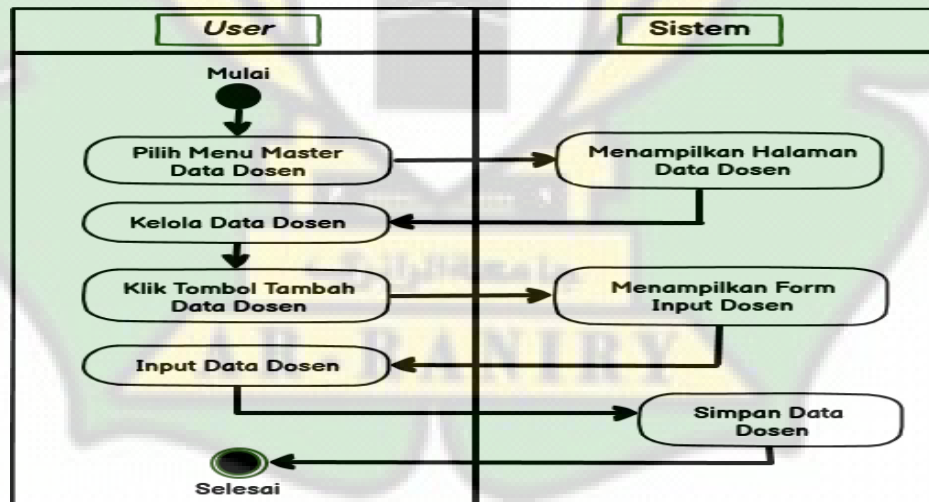 User
Sistem
Mulai
Pilih Menu Master
Data Dosen
Menampilkan Halaman
Data Dosen
Kelola Data Dosen
Klik Tombol Tambah
Data Dosen
Menampilkan Form
Input Dosen
Input Data Dosen
Simpan Data
Dosen
Selesai
AR-RANIRY